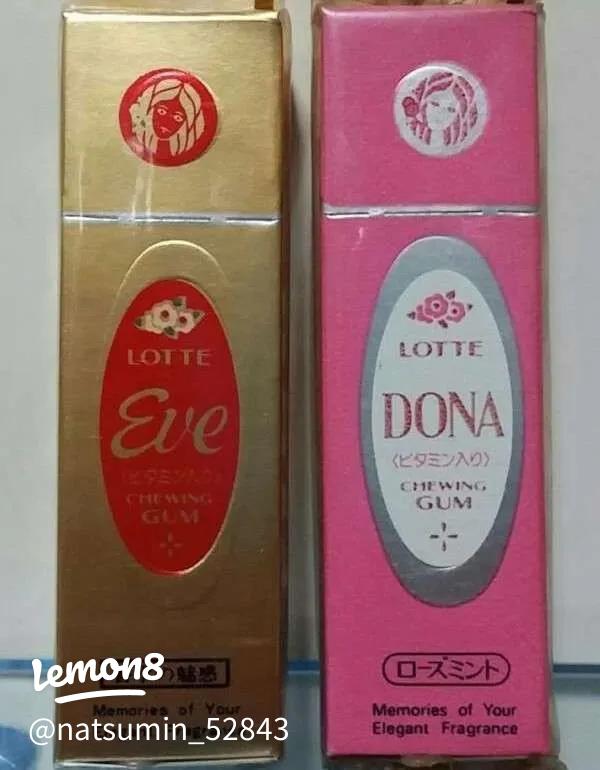 LOTTE
Eve
〈ビタミン入り〉
CHEWING
GUM
の魅惑
Memories of Your
LOTTE
DONA
〈ビタミン入り〉
CHEWING
GUM
ローズミント
Memories of Your
Elegant Fragrance
Lemon8
@natsumin_52843